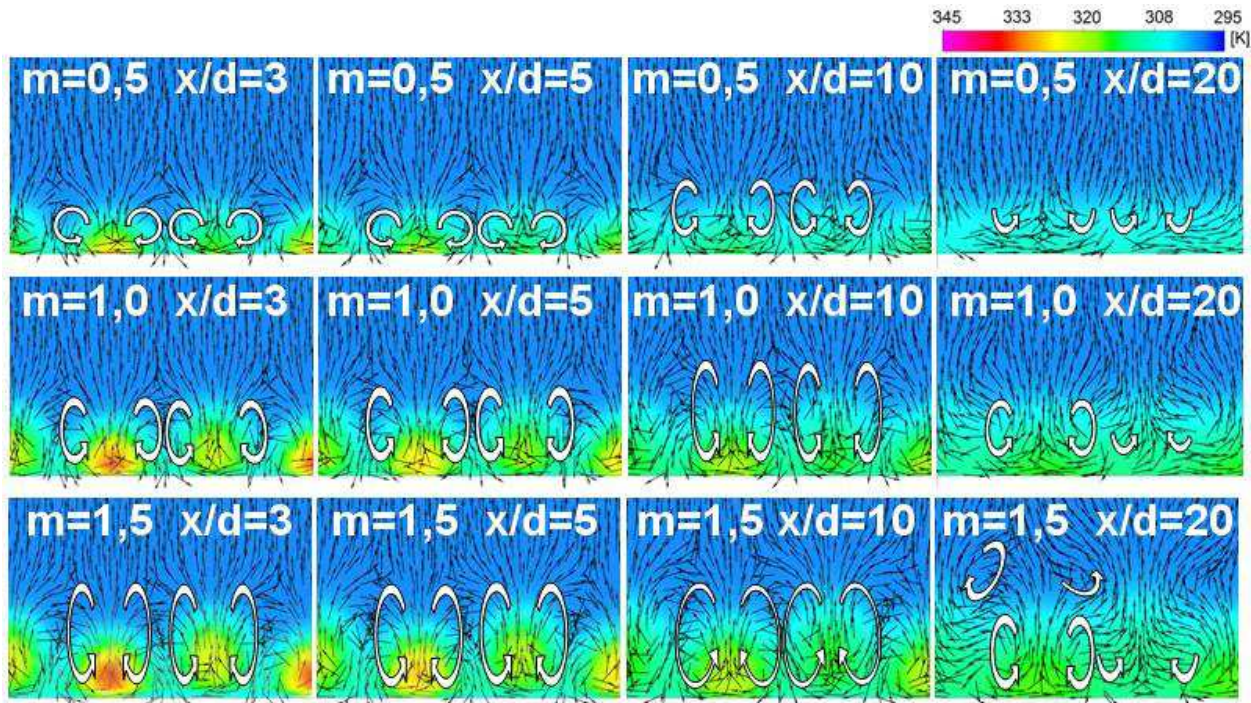 345 333 320 308 295
[K]
m=0,5 x/d=3 m=0,5 x/d=5 m=0,5 x/d=10 m=0,5 x/d=20
m=1,0 x/d=3 m=1,0 x/d=5 m=1,0 x/d=10 m=1,0 x/d=20
m=1,5 x/d=3 m=1,5 x/d=5 m=1,5 x/d=10 m=1,5 x/d=20